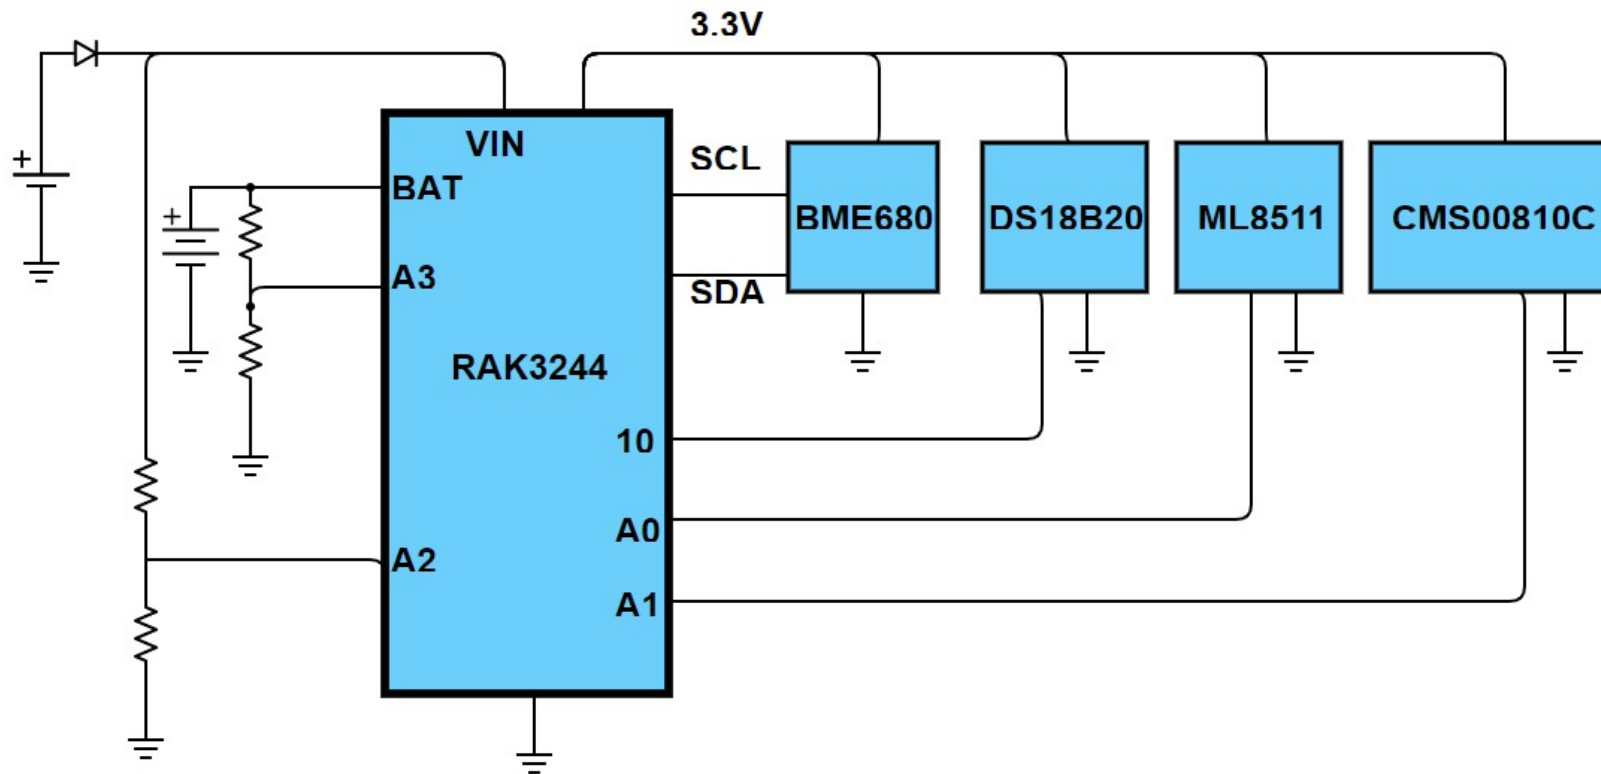 3.3V
VIN
BAT
A3
A2
RAK3244
10
A0
A1
SCL
SDA
BME680
DS18B20
ML8511
CMS00810C
+
+